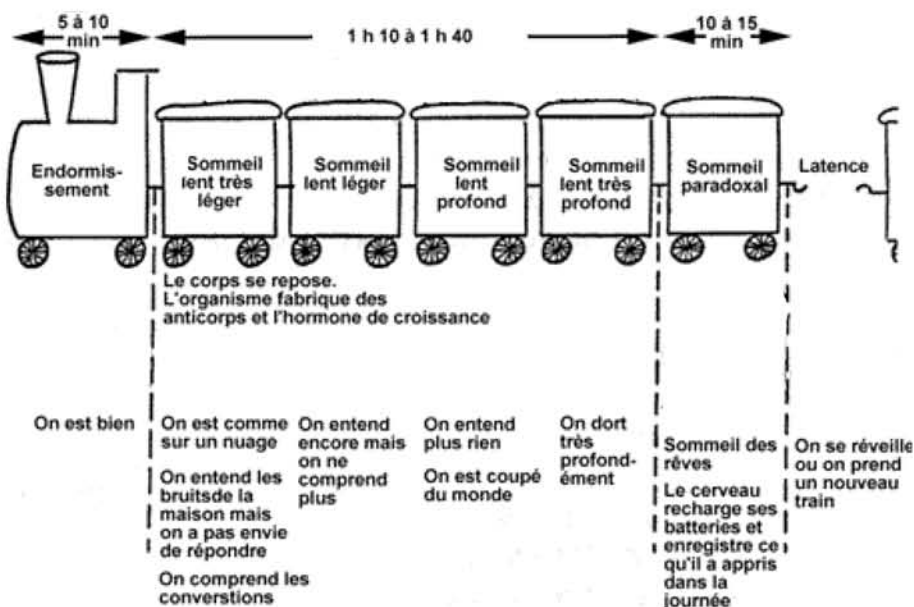 5 à 10
min
1 h 10 à 1 h 40
10 à 15
min
Endormis-
sement
Sommeil
lent très
léger
Sommeil
lent léger
Sommeil
lent
profond
Sommeil
lent très
profond
Sommeil
paradoxal
Latence
Le corps se repose.
L'organisme fabrique des
anticorps et l'hormone de croissance
On est bien
On est comme
sur un nuage
On entend les
bruitsde la
maison mais
on a pas envie
de répondre
On comprend les
converstions
On entend
encore mais
on ne
comprend
plus
On entend
plus rien
On est coupé
du monde
On dort
très
profond-
ément
Sommeil des
rêves
Le cerveau
recharge ses
batteries et
enregistre ce
qu'il a appris
dans la
journée
On se réveille
ou on prend
un nouveau
train